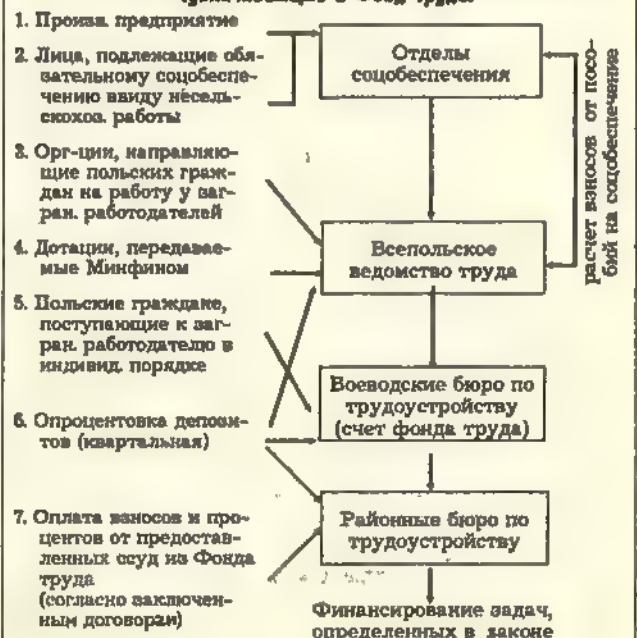 1. Произв. предприятие
2. Лица, подлежащие обя-
зательному соцобеспе-
чению ввиду несель-
скохоз. работы
3. Орг-ции, направляю-
щие польских граж-
дан на работу у заг-
ран. работодателей
4. Дотации, передавае-
мые Минфином
5. Польские граждане,
поступающие к заг-
ран. работодателю в
индивид. порядке
6. Опроцентовка депози-
тов (квартальная)
7. Оплата взносов и про-
центов от предостав-
ленных ссуд из Фонда
труда
(согласно заключен-
ным договорам)
Отделы
соцобеспечения
Всепольское
ведомство труда
Воеводские бюро по
трудоустройству
(счет фонда труда)
Районные бюро по
трудоустройству
Финансирование задач,
определенных в законе
расчет взносов от посо-
бий на соцобеспечение